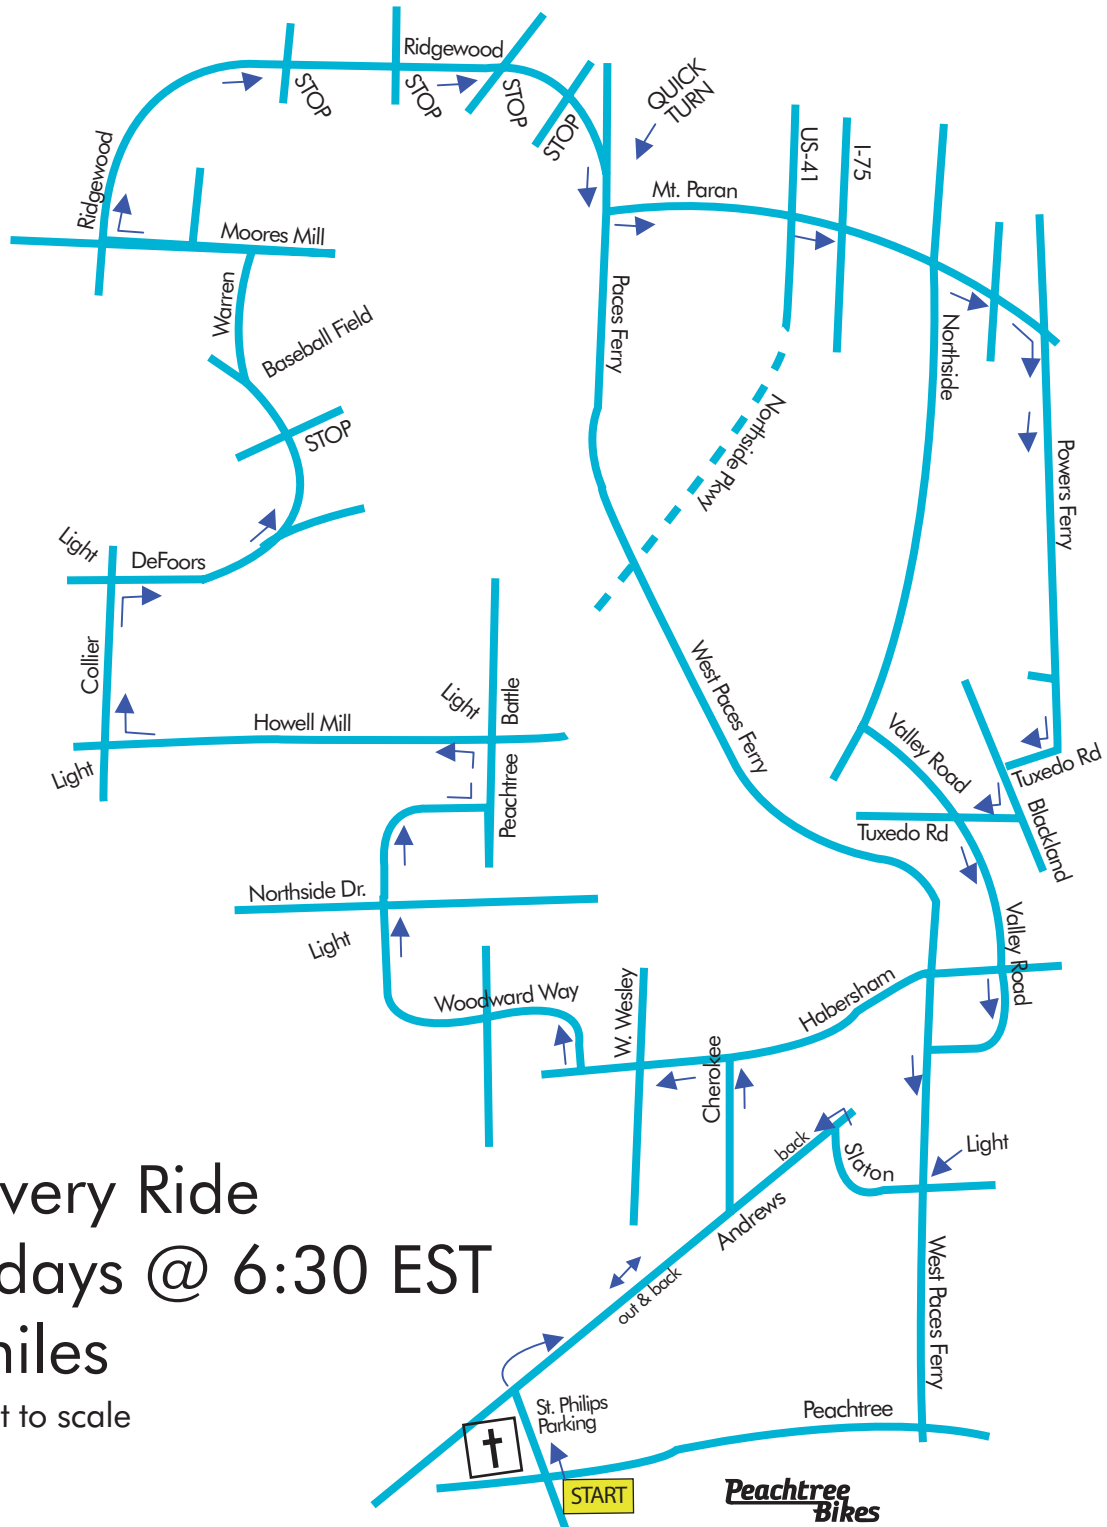 Ridgewood
QUICK
TURN
STOP
STOP
STOP
STOP
US-41
I-75
Ridgewood
Mt. Paran
Moores Mill
Warren
Baseball Field
Paces Ferry
Northside
Northside Pkwy
STOP
Powers Ferry
Light
DeFoors
Collier
Light
Battle
West Paces Ferry
Howell Mill
Light
Peachtree
Valley Road
Tuxedo Rd
Tuxedo Rd
Blackland
Northside Dr.
Light
Valley Road
Woodward Way
W. Wesley
Habersham
Cherokee
back
Slaton
Light
Andrews
very Ride
days @ 6:30 EST
out & back
West Paces Ferry
niles
t to scale
St. Philips
Parking
Peachtree
START
Peachtree
Bikes